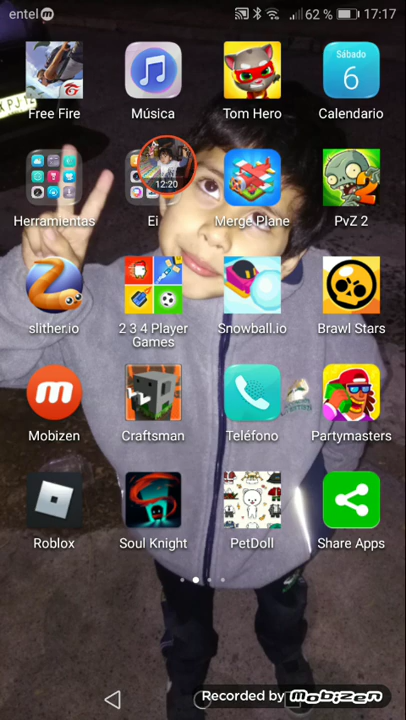 entel
62 %
17:17
Sábado
6
Free Fire
Música
Tom Hero
Calendario
12:20
Herramientas
Ei
Merge Plane
PvZ 2
slither.io
2 3 4 Player
Games
Snowball.io
Brawl Stars
Mobizen
Craftsman
Teléfono
Partymasters
Roblox
Soul Knight
PetDoll
Share Apps
Recorded by MOBIZEN